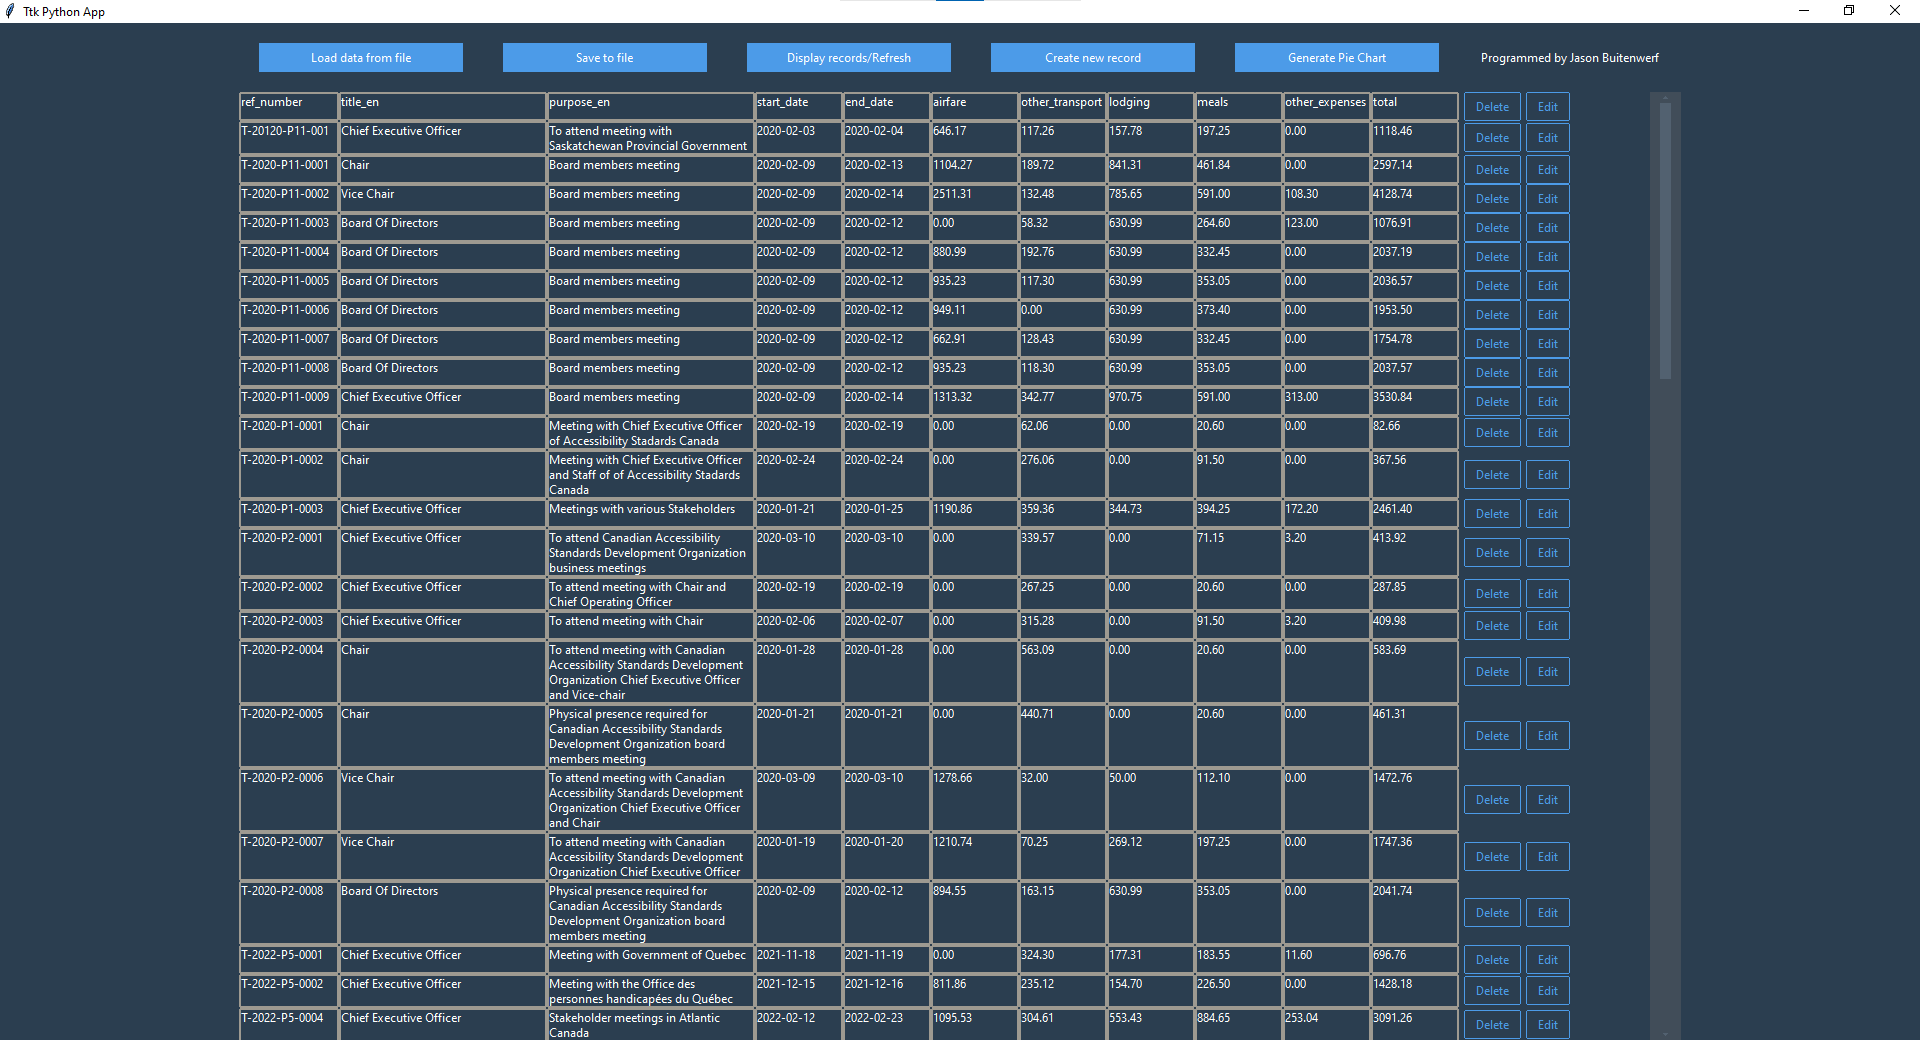 Ttk Python App
Load data from file Save to file Display records/Refresh Create new record Generate Pie Chart Programmed by Jason Buitenwerf
ref_number title_en purpose_en start_date end_date airfare other_transport lodging meals other_expenses total Delete Edit
T-20120-P11-001 Chief Executive Officer To attend meeting with 2020-02-03 2020-02-04 646.17 117.26 157.78 197.25 0.00 1118.46 Delete Edit
Saskatchewan Provincial Government
T-2020-P11-0001 Chair Board members meeting 2020-02-09 2020-02-13 1104.27 189.72 841.31 461.84 0.00 2597.14 Delete Edit
T-2020-P11-0002 Vice Chair Board members meeting 2020-02-09 2020-02-14 2511.31 132.48 785.65 591.00 108.30 4128.74 Delete Edit
T-2020-P11-0003 Board Of Directors Board members meeting 2020-02-09 2020-02-12 0.00 58.32 630.99 264.60 123.00 1076.91 Delete Edit
T-2020-P11-0004 Board Of Directors Board members meeting 2020-02-09 2020-02-12 880.99 192.76 630.99 332.45 0.00 2037.19 Delete Edit
T-2020-P11-0005 Board Of Directors Board members meeting 2020-02-09 2020-02-12 935.23 117.30 630.99 353.05 0.00 2036.57 Delete Edit
T-2020-P11-0006 Board Of Directors Board members meeting 2020-02-09 2020-02-12 949.11 0.00 630.99 373.40 0.00 1953.50 Delete Edit
T-2020-P11-0007 Board Of Directors Board members meeting 2020-02-09 2020-02-12 662.91 128.43 630.99 332.45 0.00 1754.78 Delete Edit
T-2020-P11-0008 Board Of Directors Board members meeting 2020-02-09 2020-02-12 935.23 118.30 630.99 353.05 0.00 2037.57 Delete Edit
T-2020-P11-0009 Chief Executive Officer Board members meeting 2020-02-09 2020-02-14 1313.32 342.77 970.75 591.00 313.00 3530.84 Delete Edit
T-2020-P1-0001 Chair Meeting with Chief Executive Officer 2020-02-19 2020-02-19 0.00 62.06 0.00 20.60 0.00 82.66 Delete Edit
of Accessibility Stadards Canada
T-2020-P1-0002 Chair Meeting with Chief Executive Officer 2020-02-24 2020-02-24 0.00 276.06 0.00 91.50 0.00 367.56 Delete Edit
and Staff of of Accessibility Stadards
Canada
T-2020-P1-0003 Chief Executive Officer Meetings with various Stakeholders 2020-01-21 2020-01-25 1190.86 359.36 344.73 394.25 172.20 2461.40 Delete Edit
T-2020-P2-0001 Chief Executive Officer To attend Canadian Accessibility 2020-03-10 2020-03-10 0.00 339.57 0.00 71.15 3.20 413.92 Delete Edit
Standards Development Organization
business meetings
T-2020-P2-0002 Chief Executive Officer To attend meeting with Chair and 2020-02-19 2020-02-19 0.00 267.25 0.00 20.60 0.00 287.85 Delete Edit
Chief Operating Officer
T-2020-P2-0003 Chief Executive Officer To attend meeting with Chair 2020-02-06 2020-02-07 0.00 315.28 0.00 91.50 3.20 409.98 Delete Edit
T-2020-P2-0004 Chair To attend meeting with Canadian 2020-01-28 2020-01-28 0.00 563.09 0.00 20.60 0.00 583.69 Delete Edit
Accessibility Standards Development
Organization Chief Executive Officer
and Vice-chair
T-2020-P2-0005 Chair Physical presence required for 2020-01-21 2020-01-21 0.00 440.71 0.00 20.60 0.00 461.31 Delete Edit
Canadian Accessibility Standards
Development Organization board
members meeting
T-2020-P2-0006 Vice Chair To attend meeting with Canadian 2020-03-09 2020-03-10 1278.66 32.00 50.00 112.10 0.00 1472.76 Delete Edit
Accessibility Standards Development
Organization Chief Executive Officer
and Chair
T-2020-P2-0007 Vice Chair To attend meeting with Canadian 2020-01-19 2020-01-20 1210.74 70.25 269.12 197.25 0.00 1747.36 Delete Edit
Accessibility Standards Development
Organization Chief Executive Officer
T-2020-P2-0008 Board Of Directors Physical presence required for 2020-02-09 2020-02-12 894.55 163.15 630.99 353.05 0.00 2041.74 Delete Edit
Canadian Accessibility Standards
Development Organization board
members meeting
T-2022-P5-0001 Chief Executive Officer Meeting with Government of Quebec 2021-11-18 2021-11-19 0.00 324.30 177.31 183.55 11.60 696.76 Delete Edit
T-2022-P5-0002 Chief Executive Officer Meeting with the Office des 2021-12-15 2021-12-16 811.86 235.12 154.70 226.50 0.00 1428.18 Delete Edit
personnes handicapées du Québec
T-2022-P5-0004 Chief Executive Officer Stakeholder meetings in Atlantic 2022-02-12 2022-02-23 1095.53 304.61 553.43 884.65 253.04 3091.26 Delete Edit
Canada